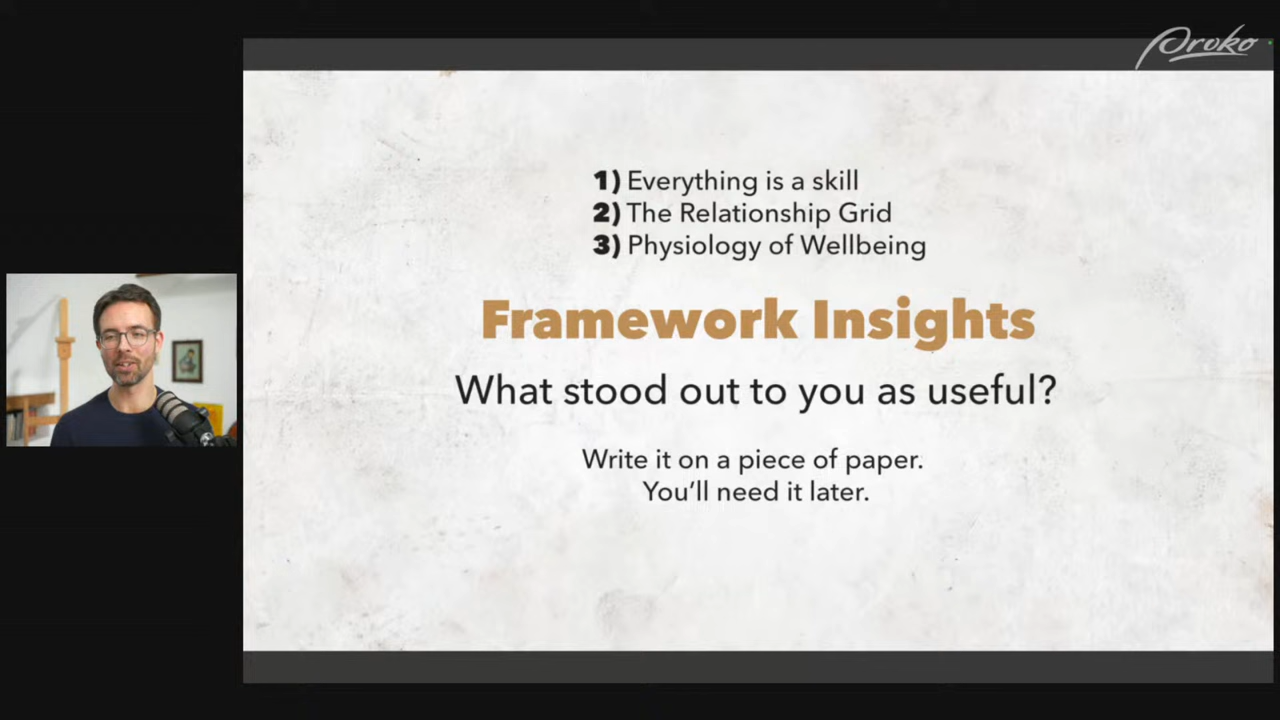 Proko
1) Everything is a skill
2) The Relationship Grid
3) Physiology of Wellbeing
Framework Insights
What stood out to you as useful?
Write it on a piece of paper.
You'll need it later.